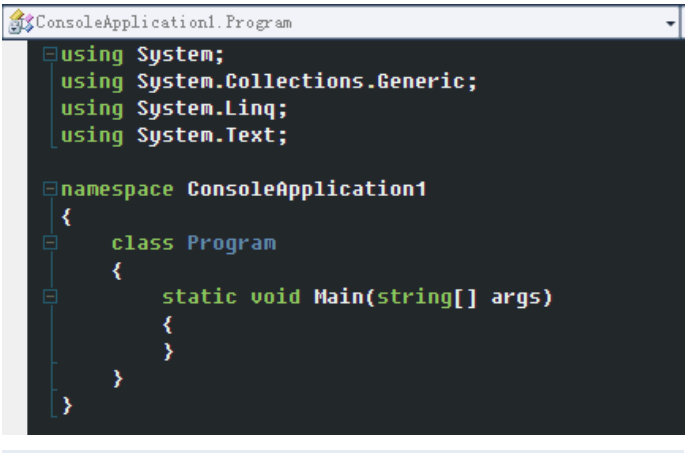 ConsoleApplication1.Program
using System;
using System.Collections.Generic;
using System.Linq;
using System.Text;

namespace ConsoleApplication1
{
    class Program
    {
        static void Main(string[] args)
        {
        }
    }
}